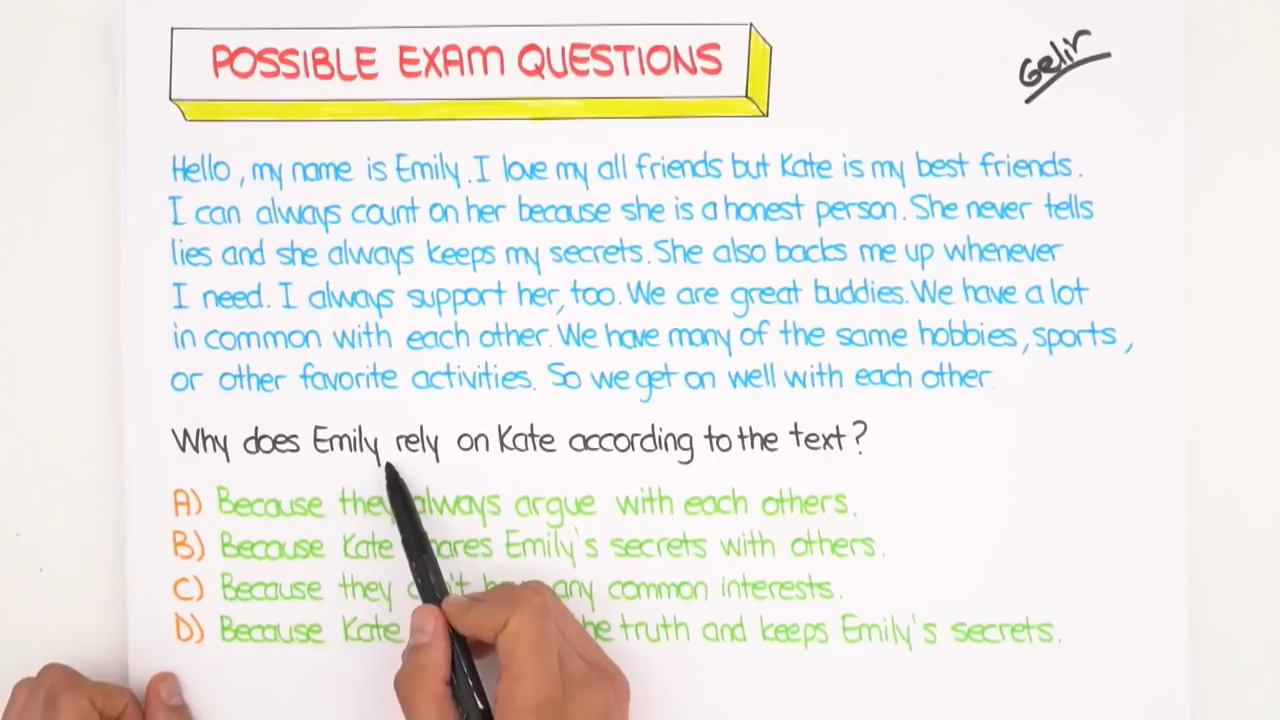 POSSIBLE EXAM QUESTIONS
Gelir
Hello, my name is Emily. I love my all friends but Kate is my best friends.
I can always count on her because she is a honest person. She never tells
lies and she always keeps my secrets. She also backs me up whenever
I need. I always support her, too. We are great buddies. We have a lot
in common with each other. We have many of the same hobbies, sports,
or other favorite activities. So we get on well with each other.
Why does Emily rely on Kate according to the text?
A) Because they always argue with each others.
B) Because Kate shares Emily's secrets with others.
C) Because they any common interests.
D) Because Kate the truth and keeps Emily's secrets.